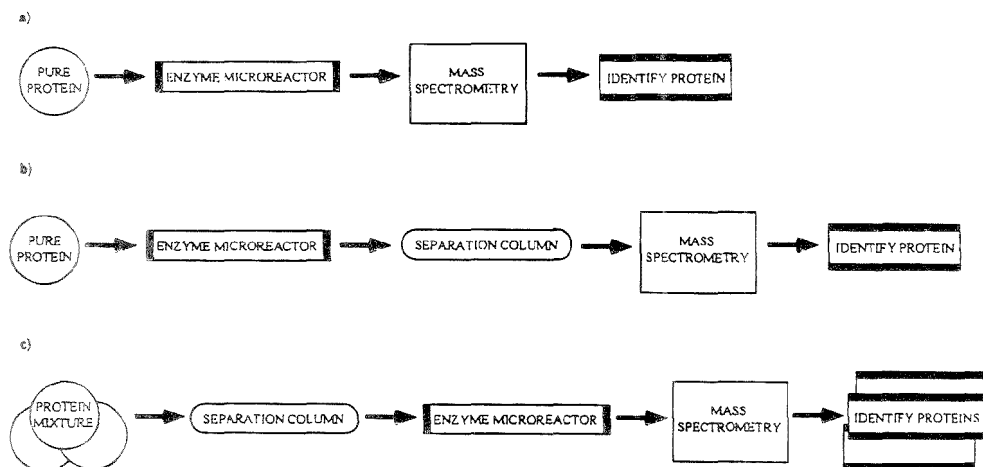 a)
PURE
PROTEIN
ENZYME MICROREACTOR
MASS
SPECTROMETRY
IDENTIFY PROTEIN
b)
PURE
PROTEIN
ENZYME MICROREACTOR
SEPARATION COLUMN
MASS
SPECTROMETRY
IDENTIFY PROTEIN
c)
PROTEIN
MIXTURE
SEPARATION COLUMN
ENZYME MICROREACTOR
MASS
SPECTROMETRY
IDENTIFY PROTEINS